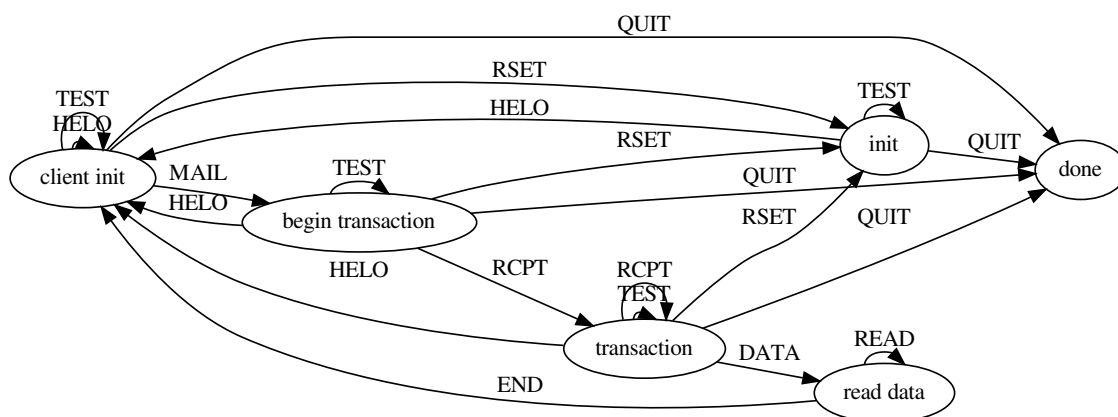 QUIT
RSET
TEST
HELO
TEST
HELO
RSET
init
QUIT
client init
MAIL
TEST
QUIT
done
HELO
begin transaction
RSET
QUIT
HELO
RCPT
RCPT
TEST
transaction
DATA
READ
END
read data